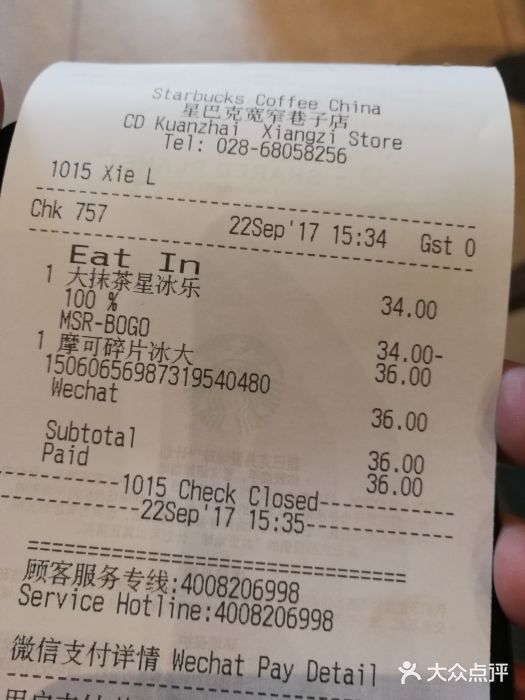 Starbucks Coffee China
星巴克宽窄巷子店
CD Kuanzhai Xiangzi Store
Tel: 028-68058256
1015 Xie L
Chk 757 22Sep'17 15:34 Gst 0
Eat In
1 大抹茶星冰乐 34.00
100 %
MSR-BOGO 34.00-
1 摩可碎片冰大 36.00
15060656987319540480
Wechat 36.00
Subtotal 36.00
Paid 36.00
1015 Check Closed
22Sep'17 15:35
顾客服务专线:4008206998
Service Hotline:4008206998
微信支付详情 Wechat Pay Detail
大众点评